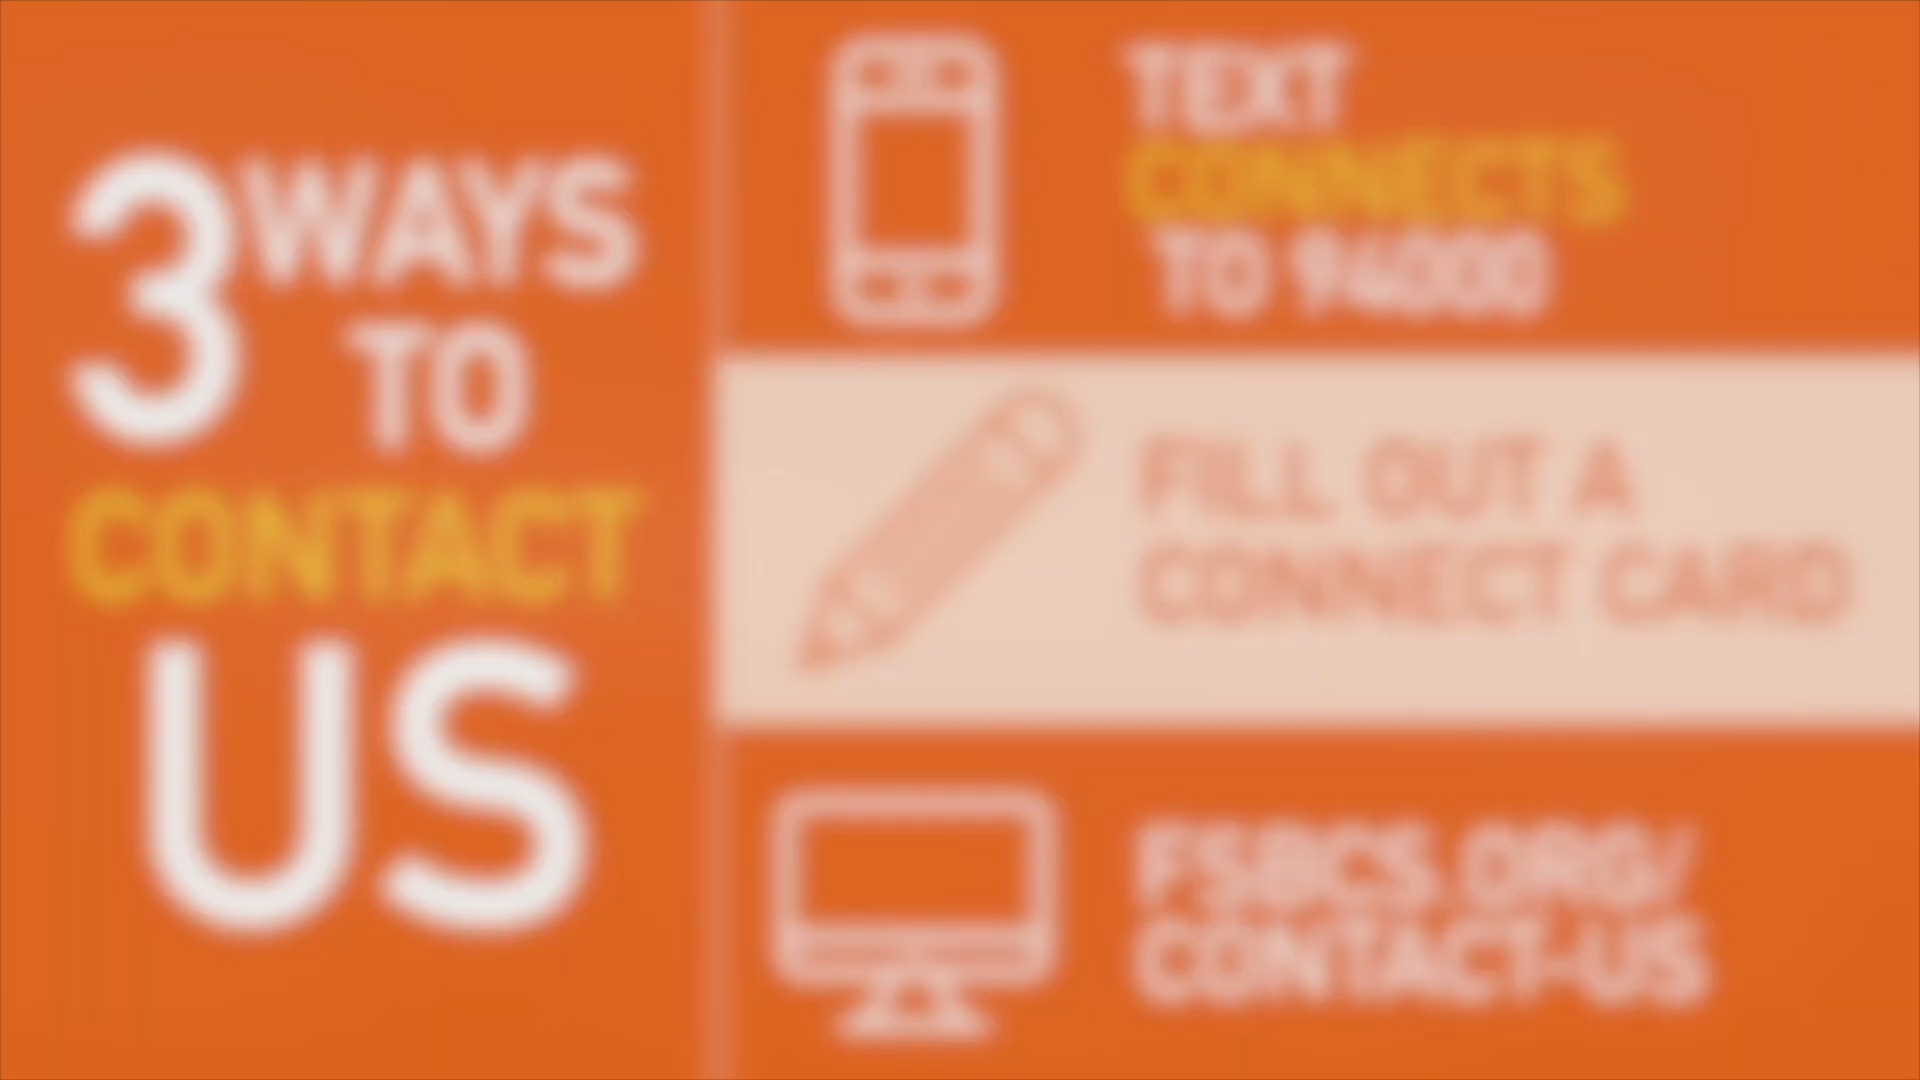 3 WAYS
TO
CONTACT
US
TEXT
CONNECTS
TO 94000
FILL OUT A
CONNECT CARD
FSBCS.ORG/
CONTACT-US